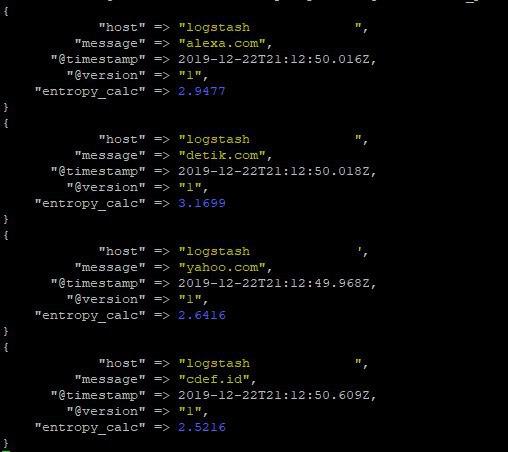 {
"host" => "logstash ",
"message" => "alexa.com",
"@timestamp" => 2019-12-22T21:12:50.016Z,
"@version" => "1",
"entropy_calc" => 2.9477
}
{
"host" => "logstash ",
"message" => "detik.com",
"@timestamp" => 2019-12-22T21:12:50.018Z,
"@version" => "1",
"entropy_calc" => 3.1699
}
{
"host" => "logstash ',
"message" => "yahoo.com",
"@timestamp" => 2019-12-22T21:12:49.968Z,
"@version" => "1",
"entropy_calc" => 2.6416
}
{
"host" => "logstash ",
"message" => "cdef.id",
"@timestamp" => 2019-12-22T21:12:50.609Z,
"@version" => "1",
"entropy_calc" => 2.5216
}